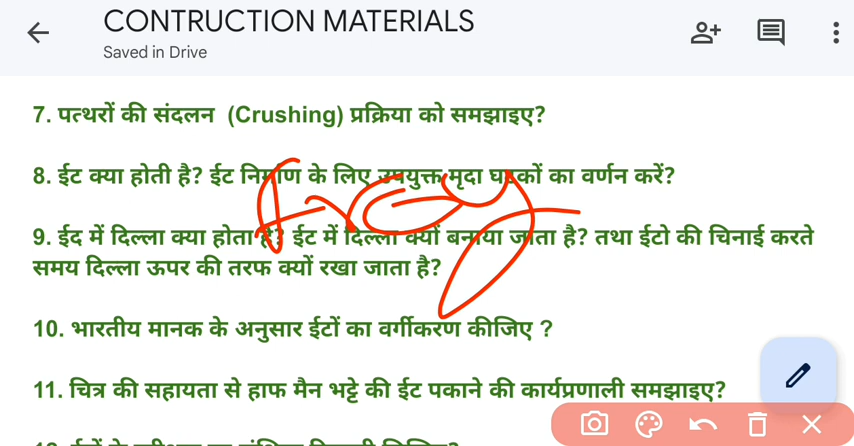 CONTRUCTION MATERIALS
Saved in Drive
7. पत्थरों की संदलन (Crushing) प्रक्रिया को समझाइए?
8. ईट क्या होती है? ईट निर्माण के लिए उपयुक्त मृदा घटकों का वर्णन करें?
9. ईद में दिल्ला क्या होता है? ईट में दिल्ला क्यों बनाया जाता है? तथा ईटो की चिनाई करते
समय दिल्ला ऊपर की तरफ क्यों रखा जाता है?
10. भारतीय मानक के अनुसार ईटों का वर्गीकरण कीजिए ?
11. चित्र की सहायता से हाफ मैन भट्टे की ईट पकाने की कार्यप्रणाली समझाइए?